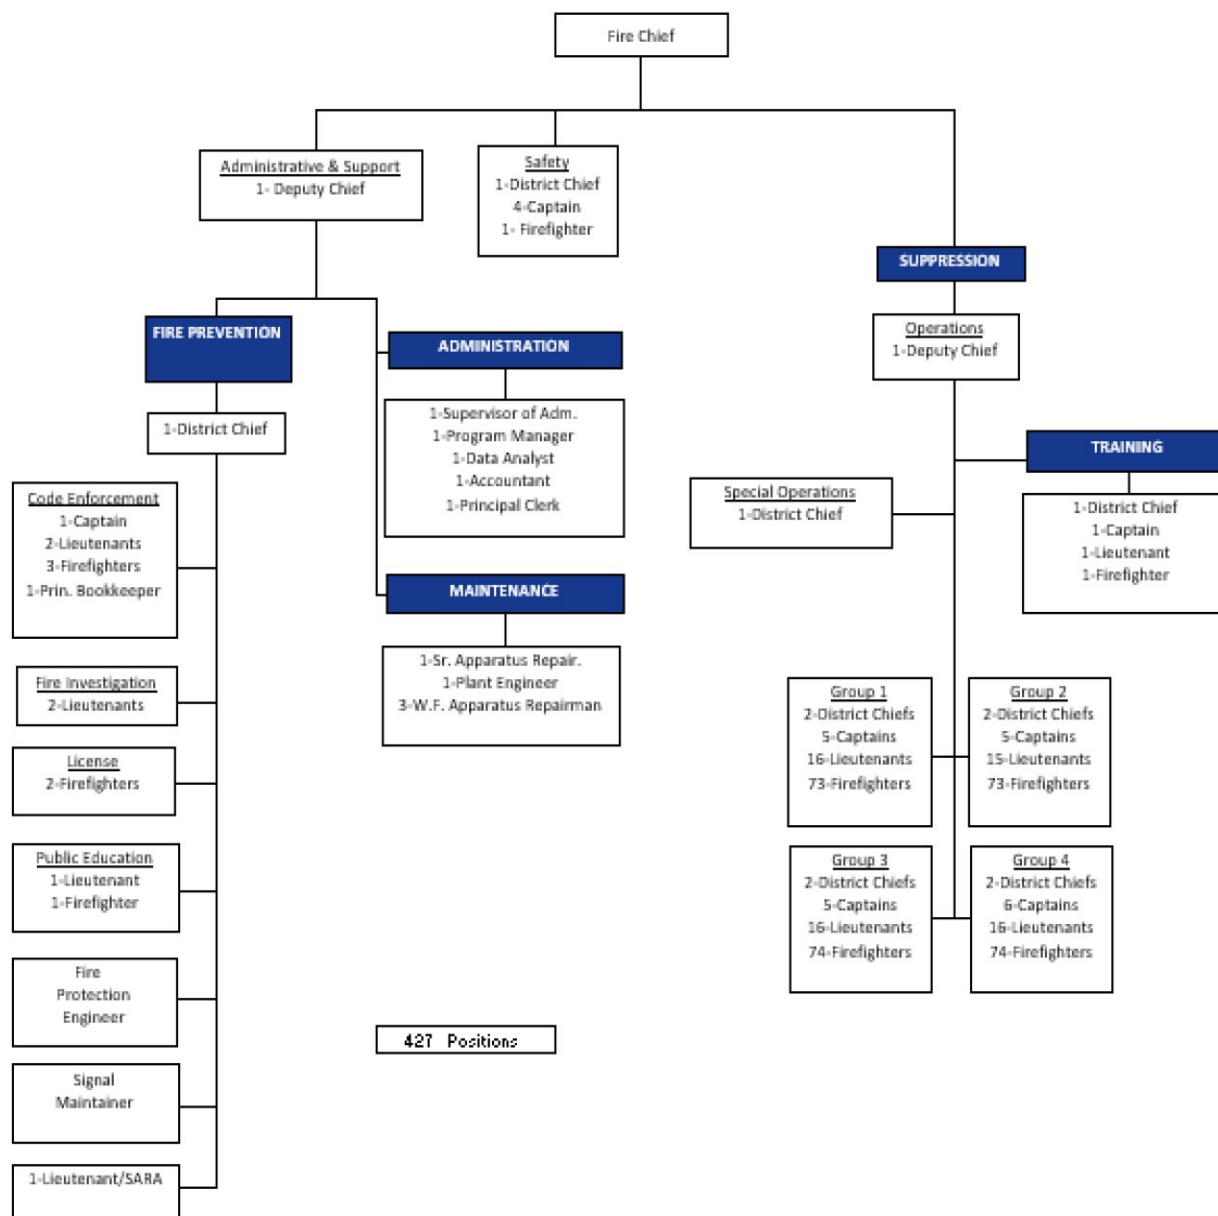 Fire Chief
Administrative & Support
1- Deputy Chief
Safety
1-District Chief
4-Captain
1- Firefighter
SUPPRESSION
Operations
1-Deputy Chief
FIRE PREVENTION
1-District Chief
ADMINISTRATION
1-Supervisor of Adm.
1-Program Manager
1-Data Analyst
1-Accountant
1-Principal Clerk
MAINTENANCE
1-Sr. Apparatus Repair.
1-Plant Engineer
3-W.F. Apparatus Repairman
TRAINING
1-District Chief
1-Captain
1-Lieutenant
1-Firefighter
Special Operations
1-District Chief
Code Enforcement
1-Captain
2-Lieutenants
3-Firefighters
1-Prin. Bookkeeper
Fire Investigation
2-Lieutenants
License
2-Firefighters
Public Education
1-Lieutenant
1-Firefighter
Fire
Protection
Engineer
Signal
Maintainer
1-Lieutenant/SARA
Group 1
2-District Chiefs
5-Captains
16-Lieutenants
73-Firefighters
Group 2
2-District Chiefs
5-Captains
15-Lieutenants
73-Firefighters
Group 3
2-District Chiefs
5-Captains
16-Lieutenants
74-Firefighters
Group 4
2-District Chiefs
6-Captains
16-Lieutenants
74-Firefighters
427 Positions